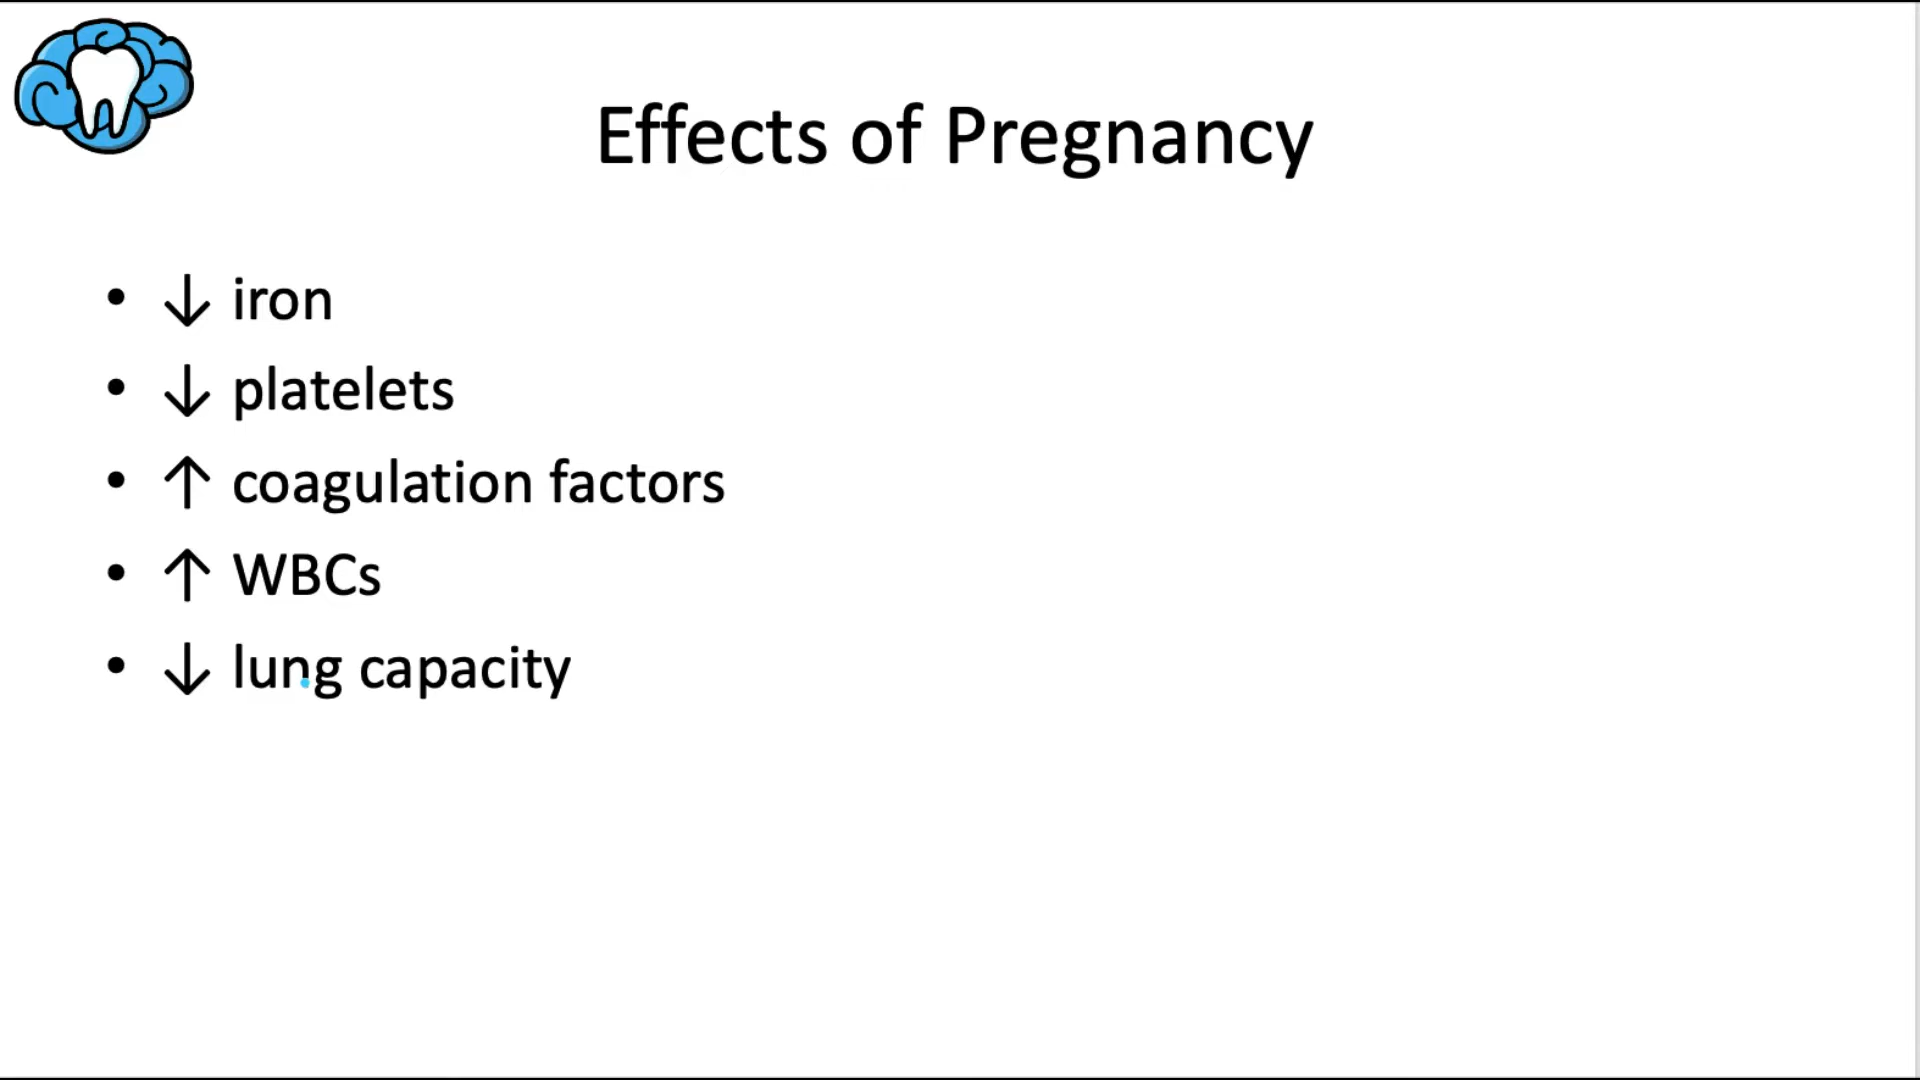 Effects of Pregnancy
• ↓ iron
• ↓ platelets
• ↑ coagulation factors
• ↑ WBCs
• ↓ lung capacity